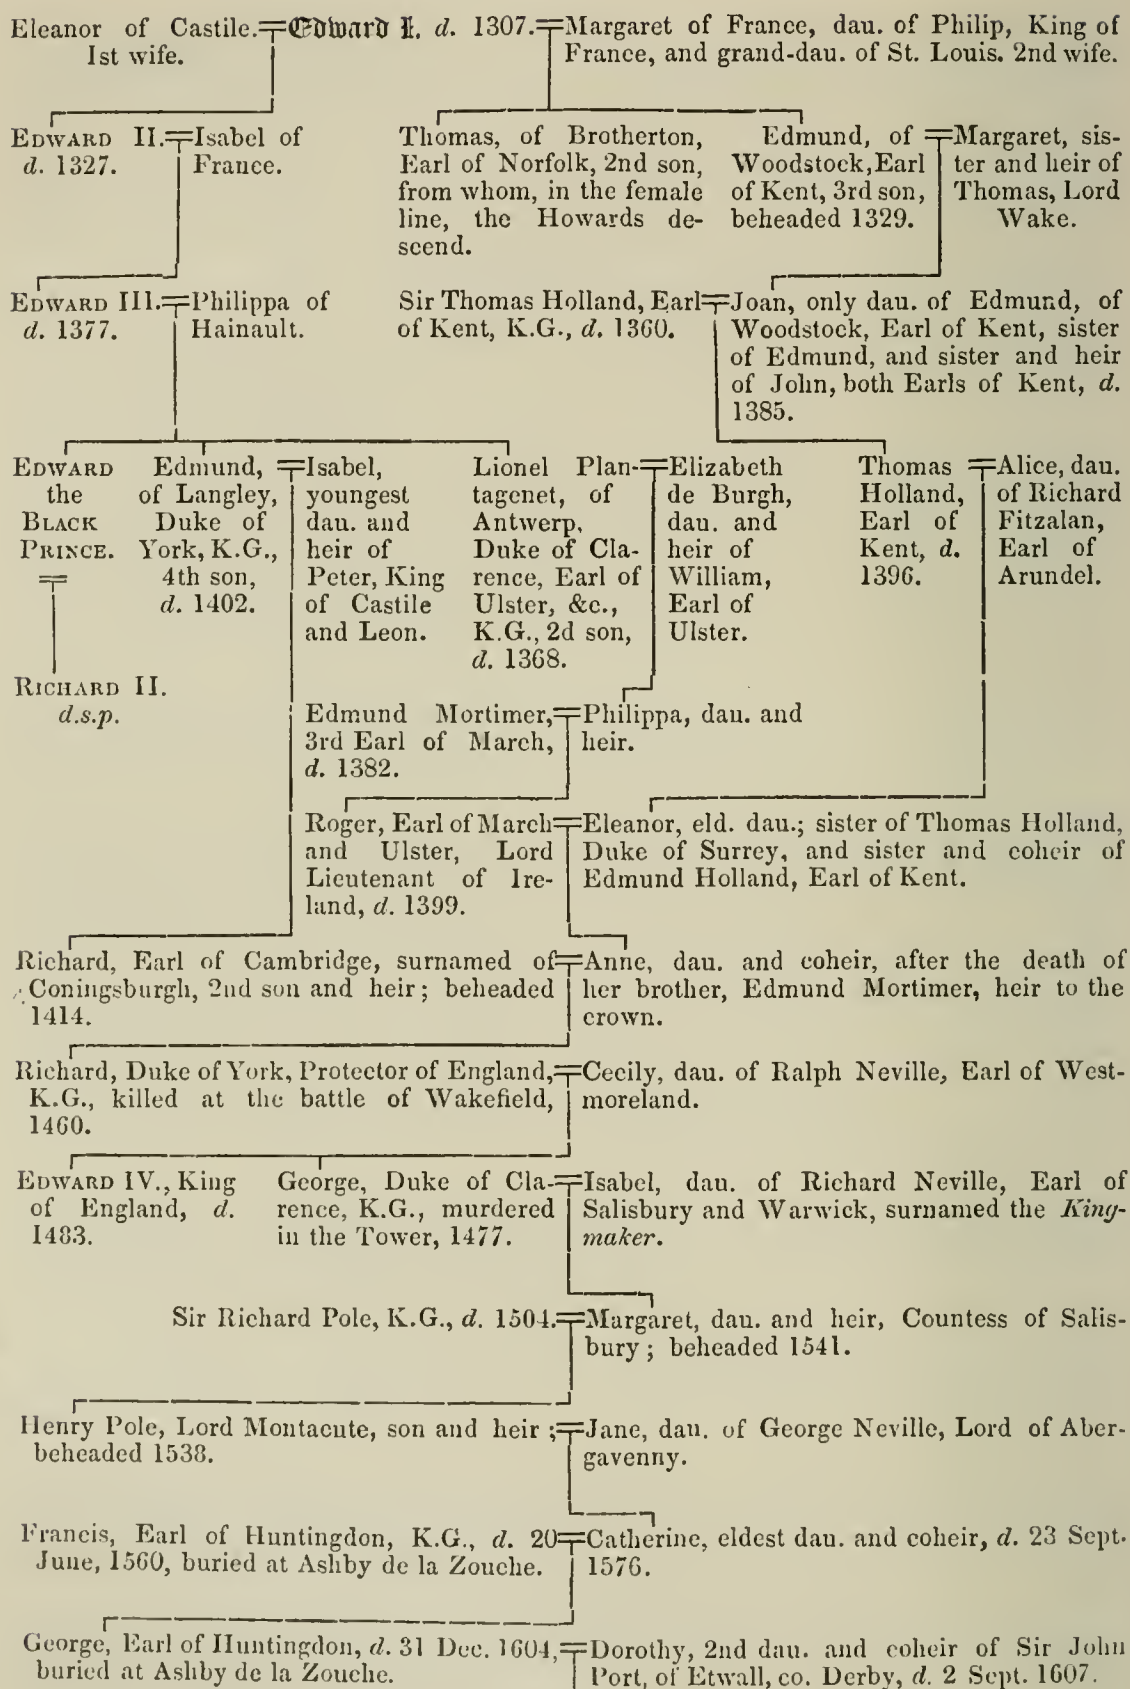 Eleanor of Castile. Edward I. d. 1307. Margaret of France, dau. of Philip, King of
1st wife. France, and grand-dau. of St. Louis. 2nd wife.
EDWARD II. Isabel of
d. 1327. France.
Thomas, of Brotherton,
Earl of Norfolk, 2nd son,
from whom, in the female
line, the Howards de-
scend.
Edmund, of
Woodstock, Earl
of Kent, 3rd son,
beheaded 1329.
Margaret, sis-
ter and heir of
Thomas, Lord
Wake.
EDWARD III. Philippa of
d. 1377. Hainault.
Sir Thomas Holland, Earl
of Kent, K.G., d. 1360.
Joan, only dau. of Edmund, of
Woodstock, Earl of Kent, sister
of Edmund, and sister and heir
of John, both Earls of Kent, d.
1385.
EDWARD
the
BLACK
PRINCE.
Edmund,
of Langley,
Duke of
York, K.G.,
4th son,
d. 1402.
Isabel,
youngest
dau. and
heir of
Peter, King
of Castile
and Leon.
Lionel Plan-
tagenet, of
Antwerp,
Duke of Cla-
rence, Earl of
Ulster, &c.,
K.G., 2d son,
d. 1368.
Elizabeth
de Burgh,
dau. and
heir of
William,
Earl of
Ulster.
Thomas
Holland,
Earl of
Kent, d.
1396.
Alice, dau.
of Richard
Fitzalan,
Earl of
Arundel.
RICHARD II.
d.s.p.
Edmund Mortimer,
3rd Earl of March,
d. 1382.
Philippa, dau. and
heir.
Roger, Earl of March
and Ulster, Lord
Lieutenant of Ire-
land, d. 1399.
Eleanor, eld. dau.; sister of Thomas Holland,
Duke of Surrey, and sister and coheir of
Edmund Holland, Earl of Kent.
Richard, Earl of Cambridge, surnamed of
Coningsburgh, 2nd son and heir; beheaded
1414.
Anne, dau. and coheir, after the death of
her brother, Edmund Mortimer, heir to the
crown.
Richard, Duke of York, Protector of England,
K.G., killed at the battle of Wakefield,
1460.
Cecily, dau. of Ralph Neville, Earl of West-
moreland.
EDWARD IV., King
of England, d.
1483.
George, Duke of Cla-
rence, K.G., murdered
in the Tower, 1477.
Isabel, dau. of Richard Neville, Earl of
Salisbury and Warwick, surnamed the King-
maker.
Sir Richard Pole, K.G., d. 1504.
Margaret, dau. and heir, Countess of Salis-
bury; beheaded 1541.
Henry Pole, Lord Montacute, son and heir;
beheaded 1538.
Jane, dau. of George Neville, Lord of Aber-
gavenny.
Francis, Earl of Huntingdon, K.G., d. 20
June, 1560, buried at Ashby de la Zouche.
Catherine, eldest dau. and coheir, d. 23 Sept.
1576.
George, Earl of Huntingdon, d. 31 Dec. 1604,
buried at Ashby de la Zouche.
Dorothy, 2nd dau. and coheir of Sir John
Port, of Etwall, co. Derby, d. 2 Sept. 1607.